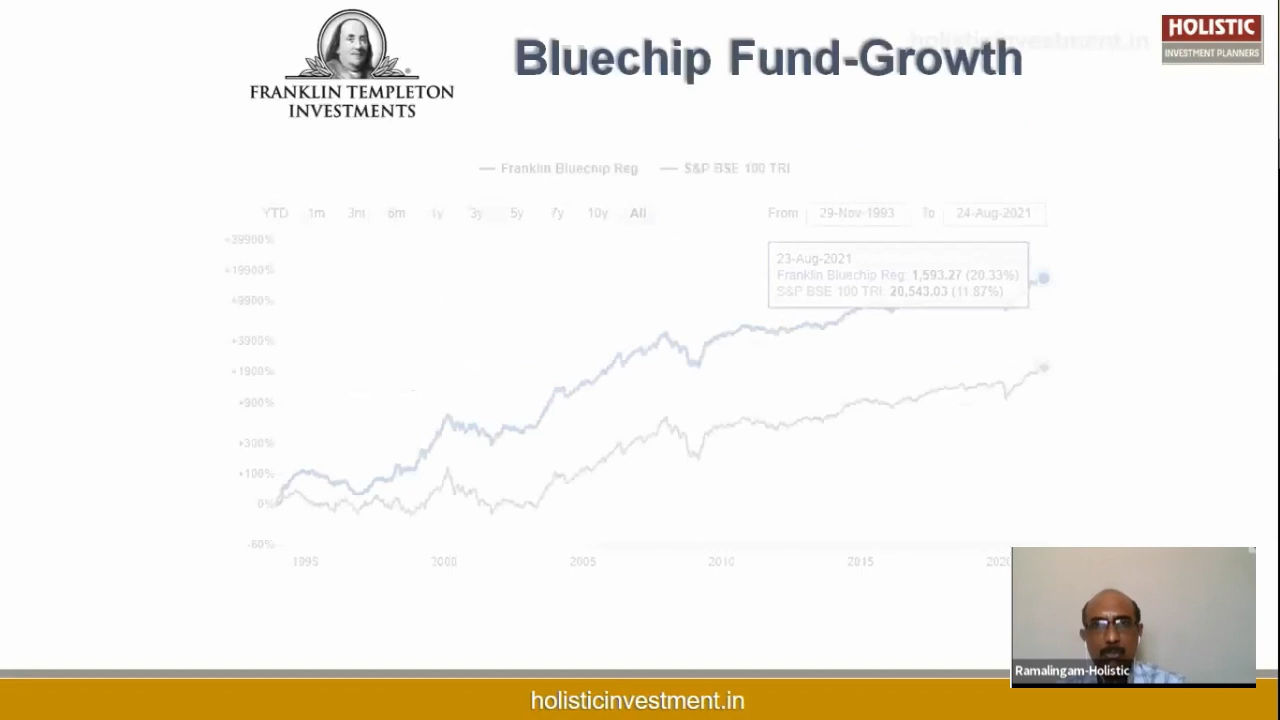 HOLISTIC
INVESTMENT PLANNERS
holisticinvestment.in
Bluechip Fund-Growth
FRANKLIN TEMPLETON
INVESTMENTS
Franklin Bluechip Reg
S&P BSE 100 TRI
YTD 1m 3m 6m 1y 3y 5y 7y 10y All
From 29-Nov-1993 To 24-Aug-2021
+39900%
+19900%
+9900%
+3900%
+1900%
+900%
+300%
+100%
0%
-60%
23-Aug-2021
Franklin Bluechip Reg: 1,593.27 (20.33%)
S&P BSE 100 TRI: 20,543.03 (11.87%)
1995 2000 2005 2010 2015 2020
Ramalingam-Holistic
holisticinvestment.in